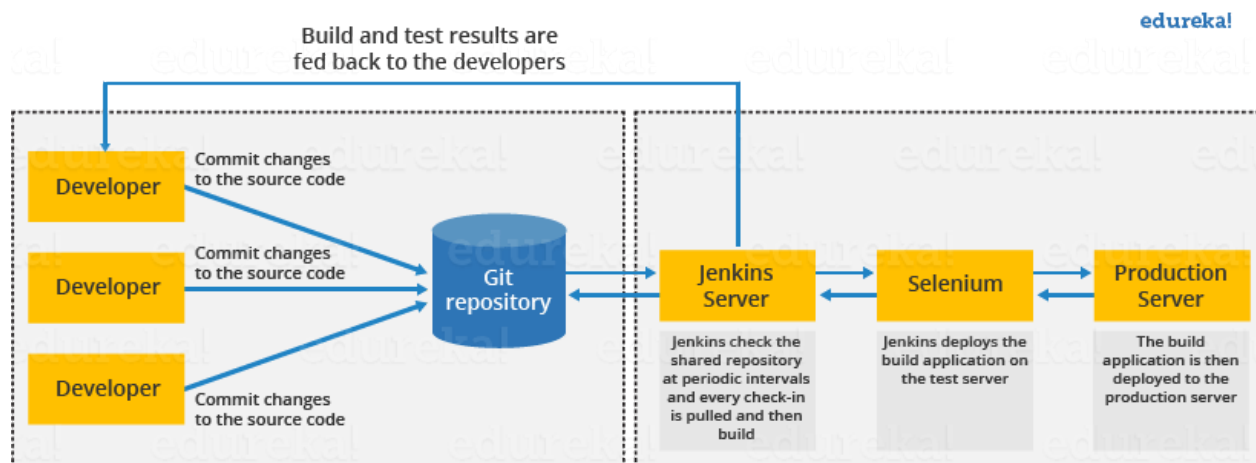 edureka!
Build and test results are
fed back to the developers
Commit changes
to the source code
Developer
Commit changes
to the source code
Developer
Developer
Commit changes
to the source code
Git
repository
Jenkins
Server
Selenium
Production
Server
Jenkins check the
shared repository
at periodic intervals
and every check-in
is pulled and then
build
Jenkins deploys the
build application on
the test server
The build
application is then
deployed to the
production server